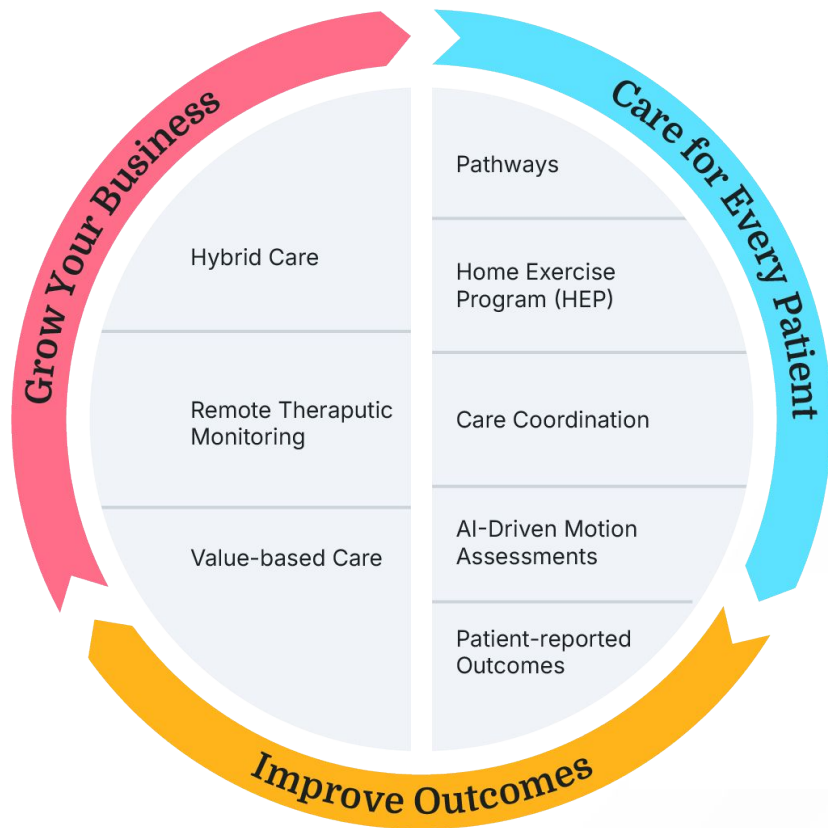 Grow Your Business
Care for Every Patient
Improve Outcomes
Hybrid Care
Remote Theraputic
Monitoring
Value-based Care
Pathways
Home Exercise
Program (HEP)
Care Coordination
AI-Driven Motion
Assessments
Patient-reported
Outcomes